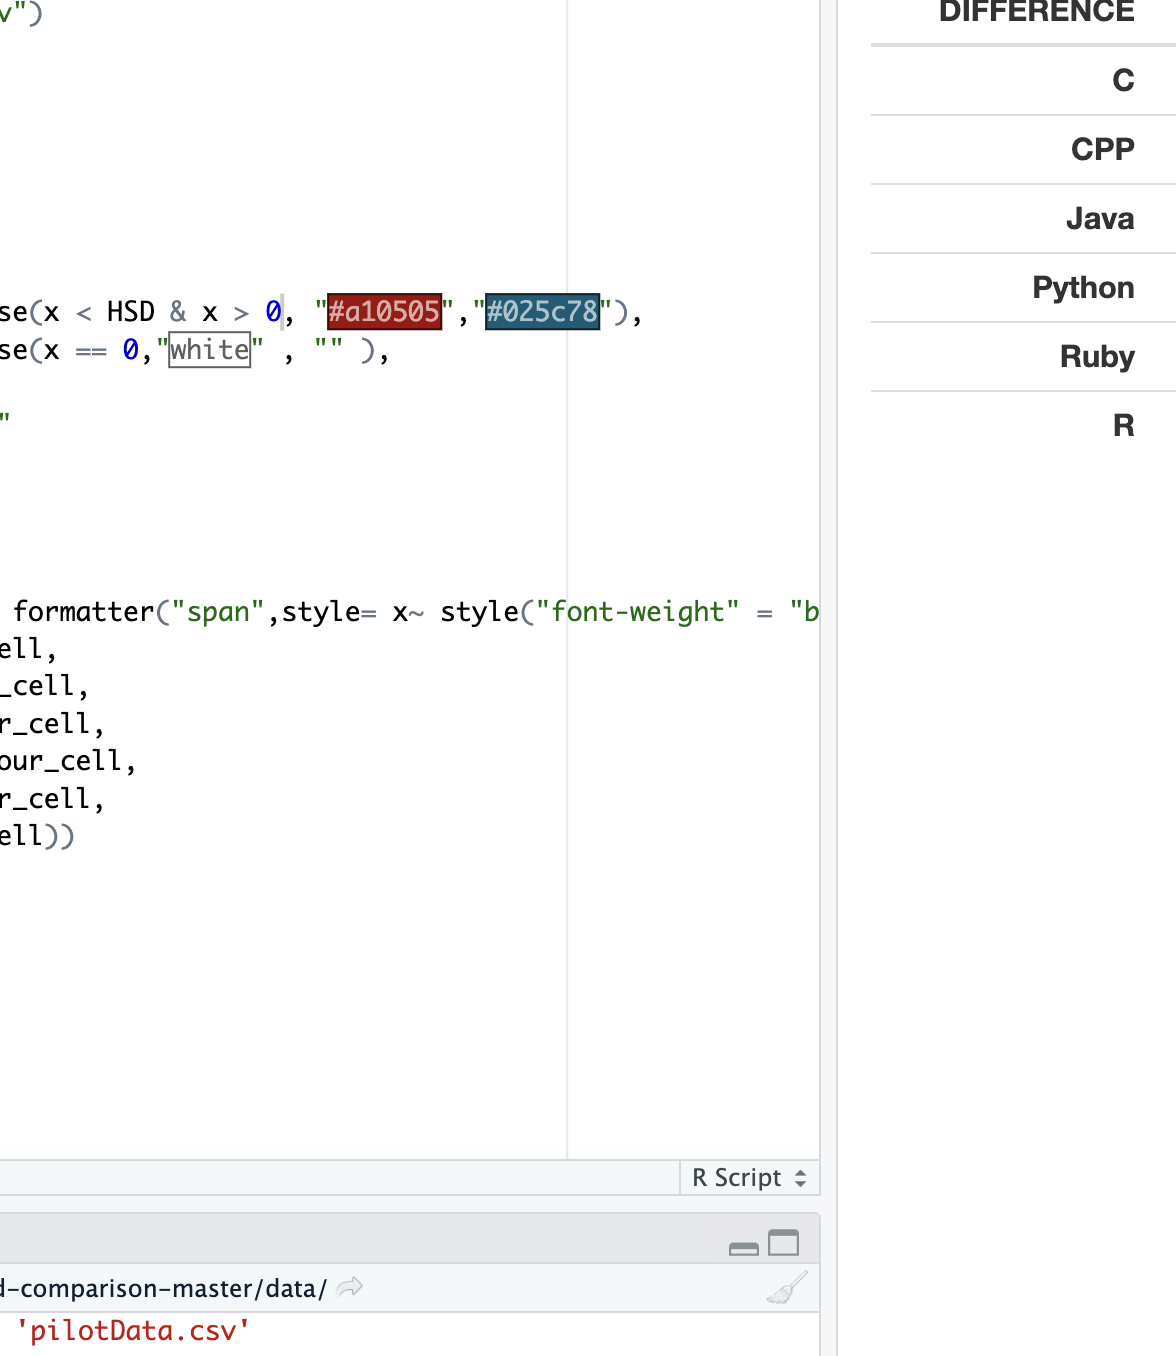 v")
se(x < HSD & x > 0, "#a10505","#025c78"),
se(x == 0,"white" , "" ),
"
formatter("span",style= x~ style("font-weight" = "b
ell,
_cell,
r_cell,
our_cell,
r_cell,
ell))
R Script
d-comparison-master/data/
'pilotData.csv'
DIFFERENCE
C
CPP
Java
Python
Ruby
R